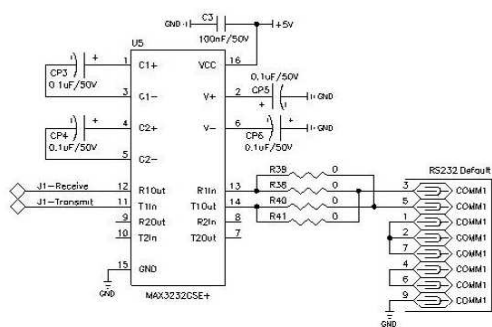 C3
GND
+5V
100nF/50V
U5
1 C1+ VCC 16
CP3 +
0.1uF/50V
0.1uF/50V
CP5
3 C1- V+ 2
+ GND
4 C2+ V- 6
CP4 +
0.1uF/50V
+ GND
CP6
0.1uF/50V
5 C2-
R39 0
RS232 Default
J1-Receive 12 R1Out R1In 13 R38 0 3 COMM1
J1-Transmit 11 T1In T1Out 14 R40 0 5 COMM1
9 R2Out R2In 8 R41 0 1 COMM1
10 T2In T2Out 7 2 COMM1
7 COMM1
15 GND
4 COMM1
6 COMM1
GND
MAX3232CSE+
9 COMM1
GND